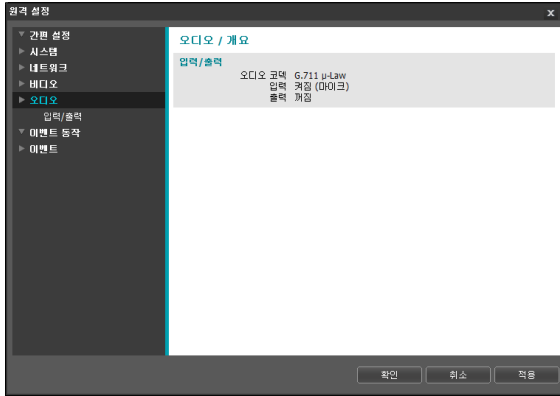 원격 설정
x
간편 설정
시스템
네트워크
비디오
오디오
입력/출력
이벤트 동작
이벤트
오디오 / 개요
입력/출력
오디오 코덱 G.711 µ-Law
입력 켜짐 (마이크)
출력 꺼짐
확인 취소 적용